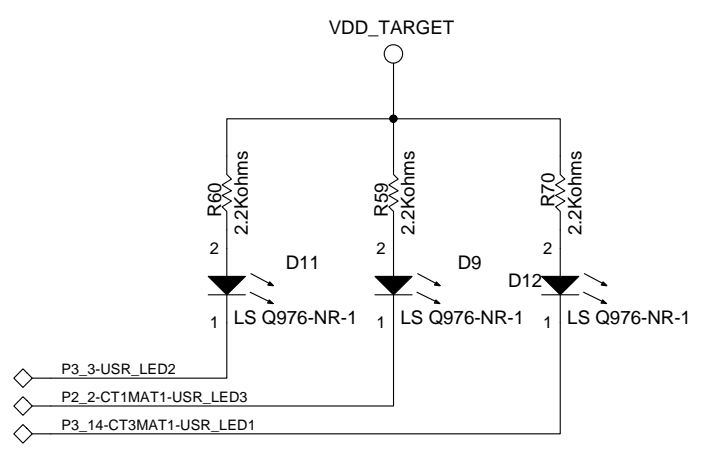 VDD_TARGET
R60
2.2Kohms
R59
2.2Kohms
R70
2.2Kohms
2
2
2
D11
D9
D12
1
LS Q976-NR-1
1
LS Q976-NR-1
1
LS Q976-NR-1
P3_3-USR_LED2
P2_2-CT1MAT1-USR_LED3
P3_14-CT3MAT1-USR_LED1